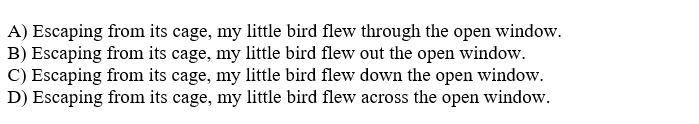 A) Escaping from its cage, my little bird flew through the open window.
B) Escaping from its cage, my little bird flew out the open window.
C) Escaping from its cage, my little bird flew down the open window.
D) Escaping from its cage, my little bird flew across the open window.